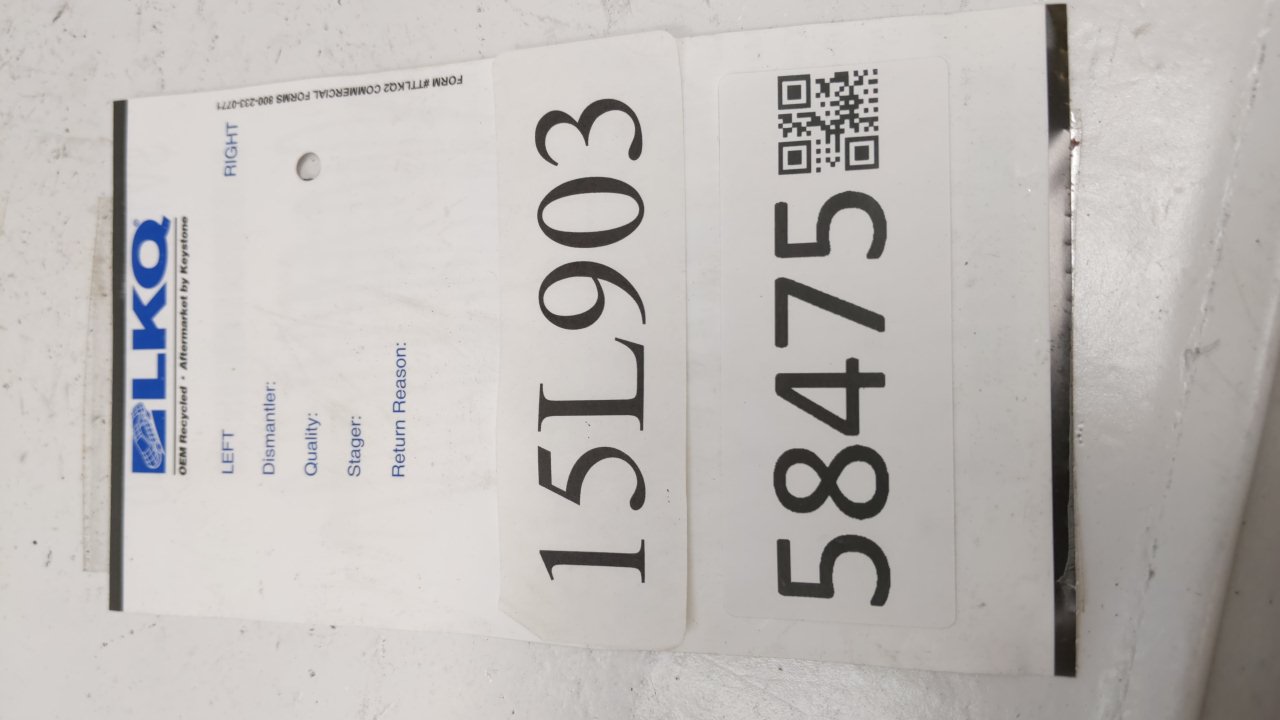 LKQ®
OEM Recycled • Aftermarket by Keystone
LEFT RIGHT
Dismantler:
Quality:
Stager:
Return Reason:
FORM #TTLKQ2 COMMERCIAL FORMS 800-233-0771
15L903
58475